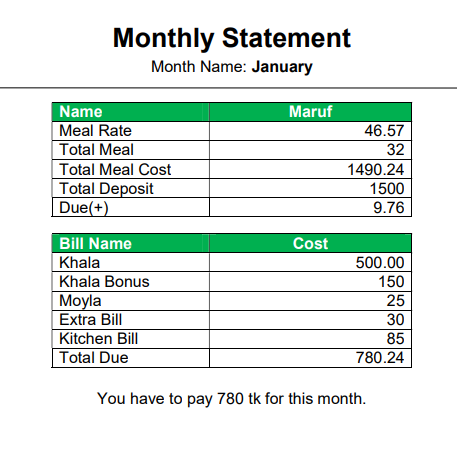 Monthly Statement
Month Name: January
Name Maruf
Meal Rate 46.57
Total Meal 32
Total Meal Cost 1490.24
Total Deposit 1500
Due(+) 9.76
Bill Name Cost
Khala 500.00
Khala Bonus 150
Moyla 25
Extra Bill 30
Kitchen Bill 85
Total Due 780.24
You have to pay 780 tk for this month.